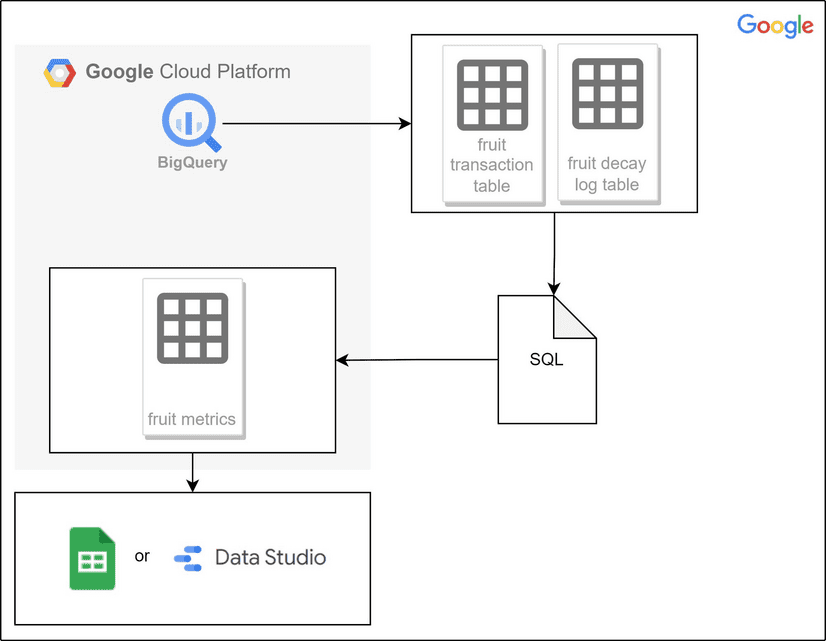 Google
Google Cloud Platform
BigQuery
fruit
transaction
table
fruit decay
log table
SQL
fruit metrics
or
Data Studio